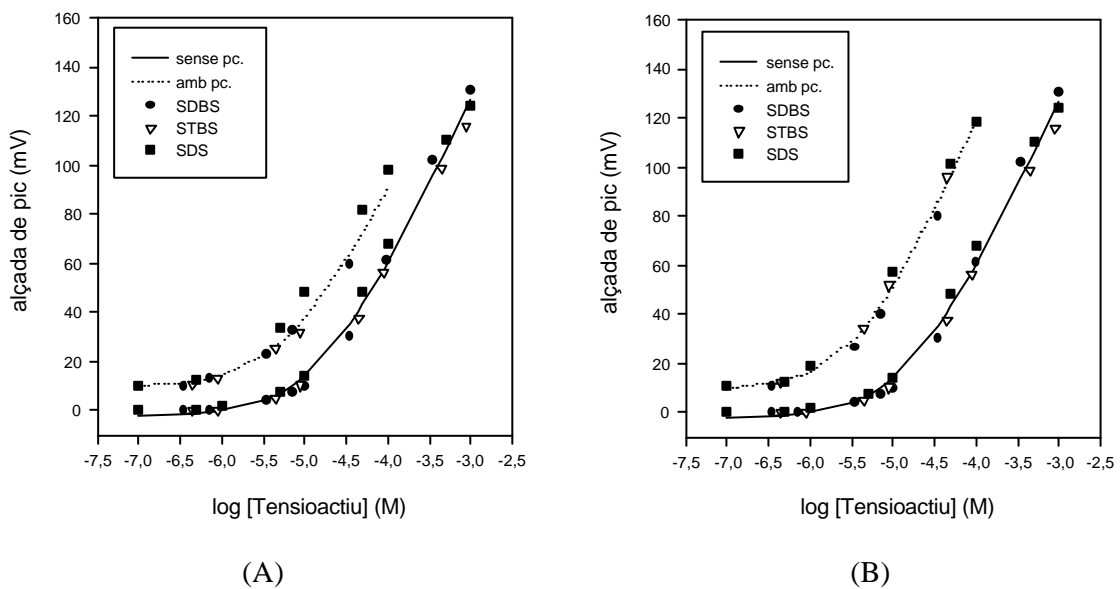 160
140
120
100
80
60
40
20
0
alçada de pic (mV)
sense pc.
amb pc.
SDBS
STBS
SDS
-7,5 -7,0 -6,5 -6,0 -5,5 -5,0 -4,5 -4,0 -3,5 -3,0 -2,5
log [Tensioactiu] (M)
(A)
160
140
120
100
80
60
40
20
0
alçada de pic (mV)
sense pc.
amb pc.
SDBS
STBS
SDS
-7,5 -7,0 -6,5 -6,0 -5,5 -5,0 -4,5 -4,0 -3,5 -3,0 -2,5
log [Tensioactiu] (M)
(B)